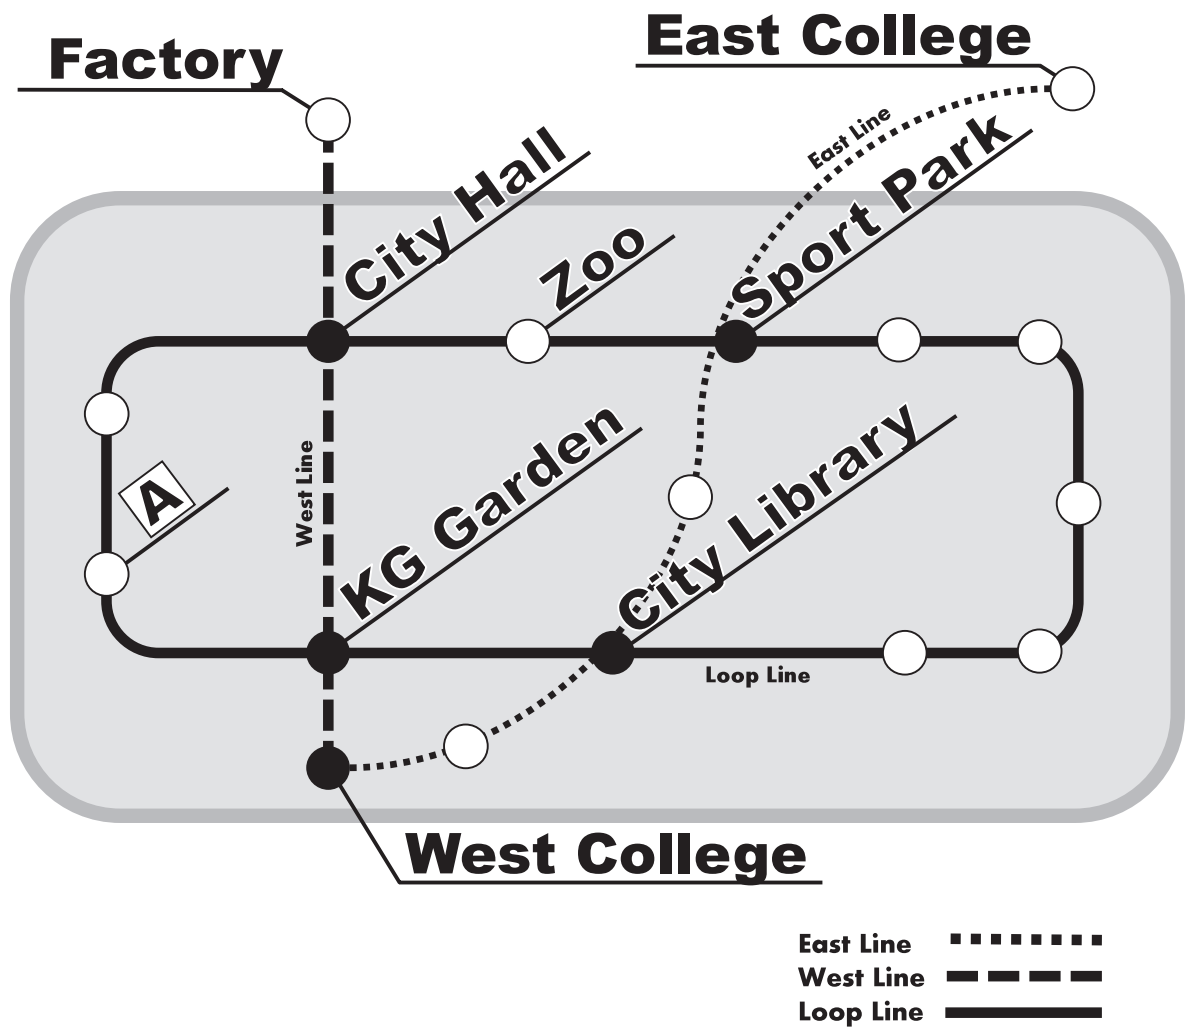 East College
Factory
East Line
City Hall
Sport Park
Zoo
West Line
KG Garden
City Library
A
Loop Line
West College
East Line
West Line
Loop Line